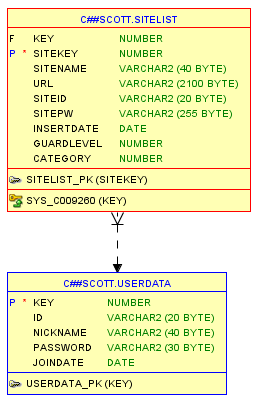 C##SCOTT.SITELIST
F KEY NUMBER
P * SITEKEY NUMBER
SITENAME VARCHAR2 (40 BYTE)
URL VARCHAR2 (2100 BYTE)
SITEID VARCHAR2 (20 BYTE)
SITEPW VARCHAR2 (255 BYTE)
INSERTDATE DATE
GUARDLEVEL NUMBER
CATEGORY NUMBER
SITELIST_PK (SITEKEY)
SYS_C009260 (KEY)
C##SCOTT.USERDATA
P * KEY NUMBER
ID VARCHAR2 (20 BYTE)
NICKNAME VARCHAR2 (40 BYTE)
PASSWORD VARCHAR2 (30 BYTE)
JOINDATE DATE
USERDATA_PK (KEY)